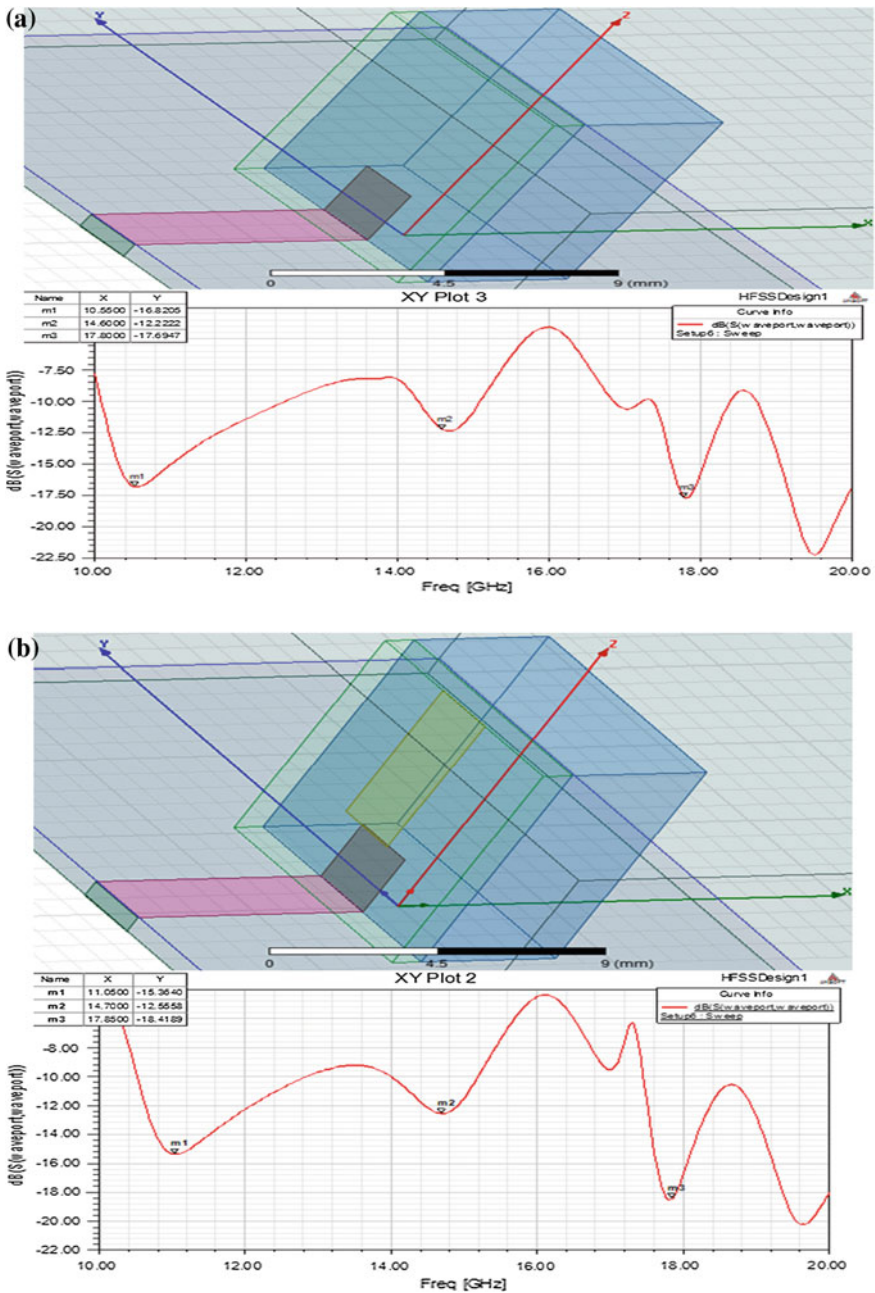 (a)
Y
Z
X
0
4.5
9 (mm)
Name X Y
m1 10.5500 -16.8205
m2 14.6000 -12.2222
m3 17.8000 -17.6947
XY Plot 3
HFSSDesign1
Curve Info
dB(S(waveport,waveport))
Setup6 : Sweep
dB(S(waveport,waveport))
-7.50
-10.00
-12.50
-15.00
-17.50
-20.00
-22.50
m1
m2
m3
10.00 12.00 14.00 16.00 18.00 20.00
Freq [GHz]
(b)
Y
Z
X
0
4.5
9 (mm)
Name X Y
m1 11.0500 -15.3640
m2 14.7000 -12.5558
m3 17.8500 -18.4189
XY Plot 2
HFSSDesign1
Curve Info
dB(S(waveport,waveport))
Setup6 : Sweep
dB(S(waveport,waveport))
-8.00
-10.00
-12.00
-14.00
-16.00
-18.00
-20.00
-22.00
m1
m2
m3
10.00 12.00 14.00 16.00 18.00 20.00
Freq [GHz]